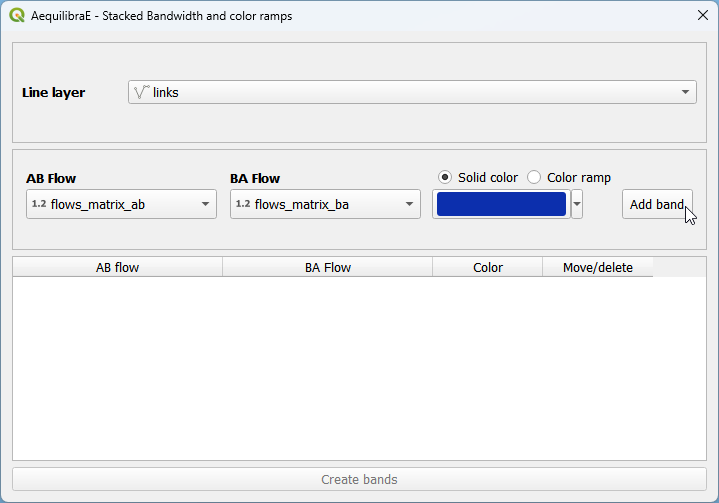 AequilibraE - Stacked Bandwidth and color ramps
Line layer links
AB Flow BA Flow Solid color Color ramp
1.2 flows_matrix_ab 1.2 flows_matrix_ba Add band
AB flow BA Flow Color Move/delete
Create bands